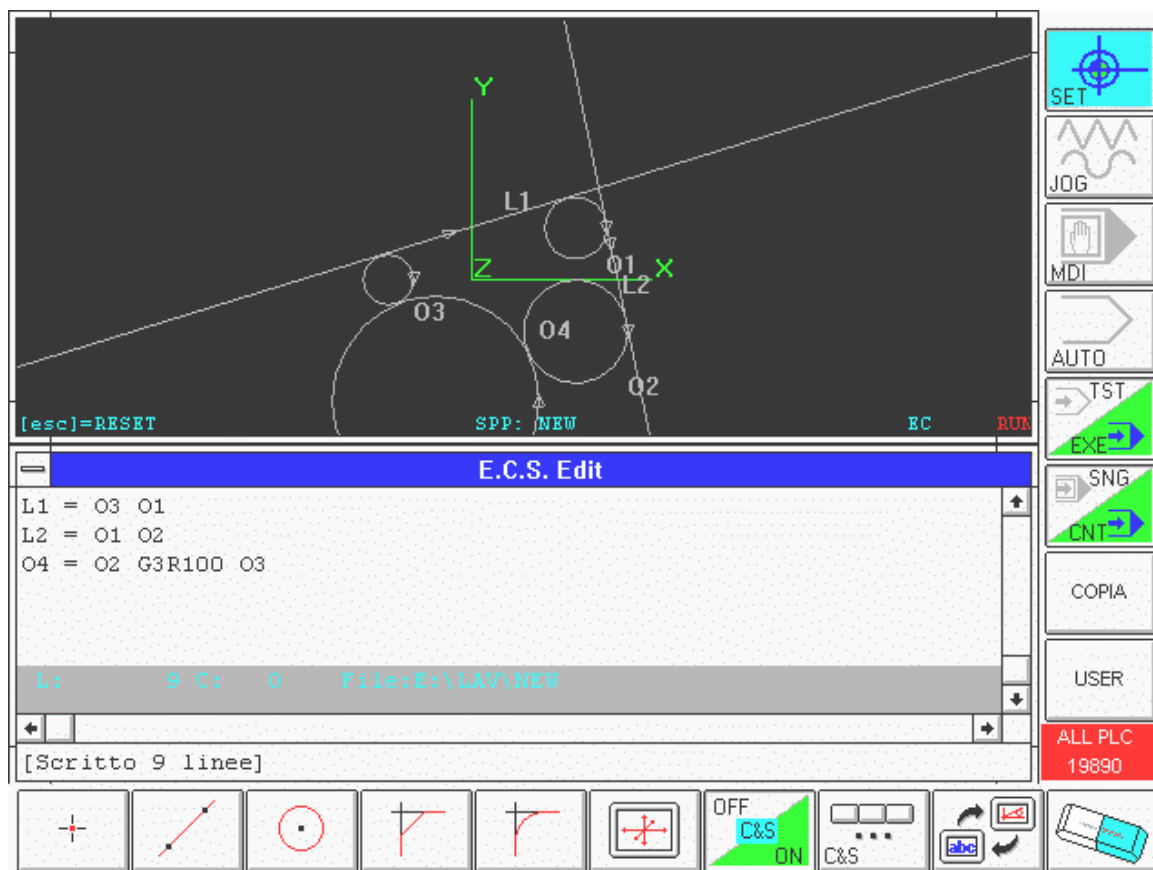 Y
SET
L1
JOG
O1
Z
X
MDI
L2
O3
O4
AUTO
O2
TST
[esc]=RESET
SPP: NEW
EC
RUN
EXE
E.C.S. Edit
SNG
L1 = O3 O1
L2 = O1 O2
CNT
O4 = O2 G3R100 O3
COPIA
L: 9 C: 0 File:E:\LAV\NEW
USER
ALL PLC
19890
[Scritto 9 linee]
OFF
C&S
ON
C&S
abc